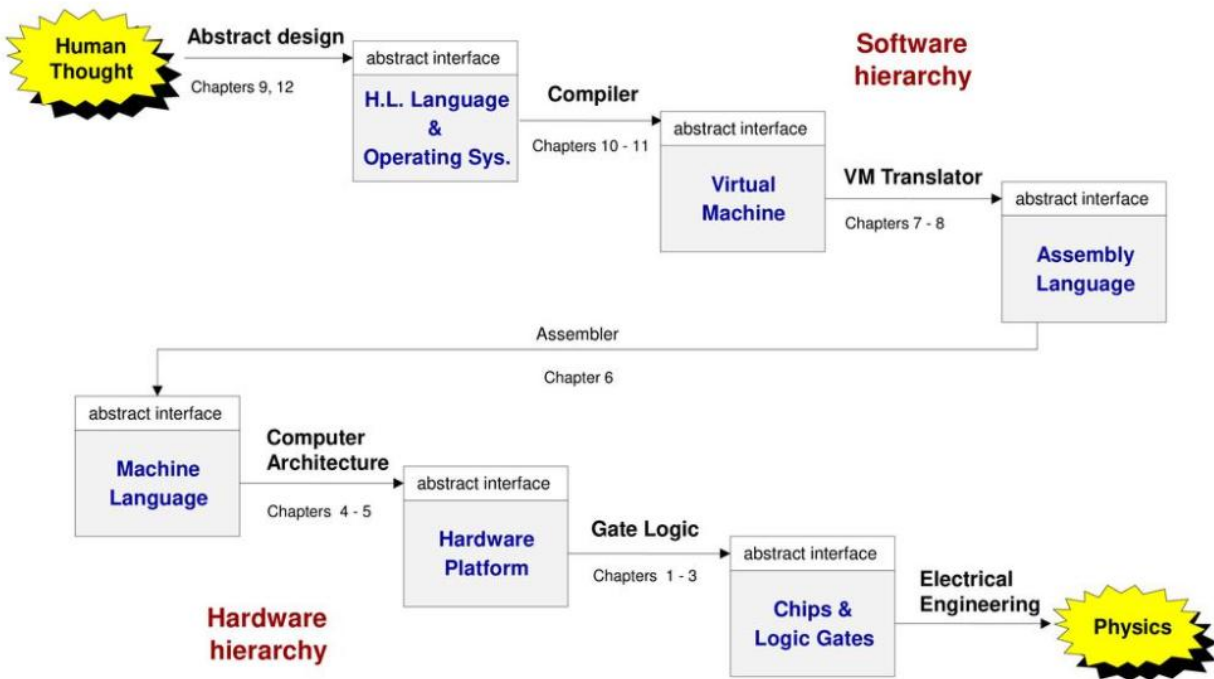 Human
Thought
Abstract design
Chapters 9, 12
abstract interface
H.L. Language
&
Operating Sys.
Compiler
Chapters 10 - 11
Software
hierarchy
abstract interface
Virtual
Machine
VM Translator
Chapters 7 - 8
abstract interface
Assembly
Language
Assembler
Chapter 6
abstract interface
Machine
Language
Computer
Architecture
Chapters 4 - 5
abstract interface
Hardware
Platform
Gate Logic
Chapters 1 - 3
abstract interface
Chips &
Logic Gates
Electrical
Engineering
Physics
Hardware
hierarchy